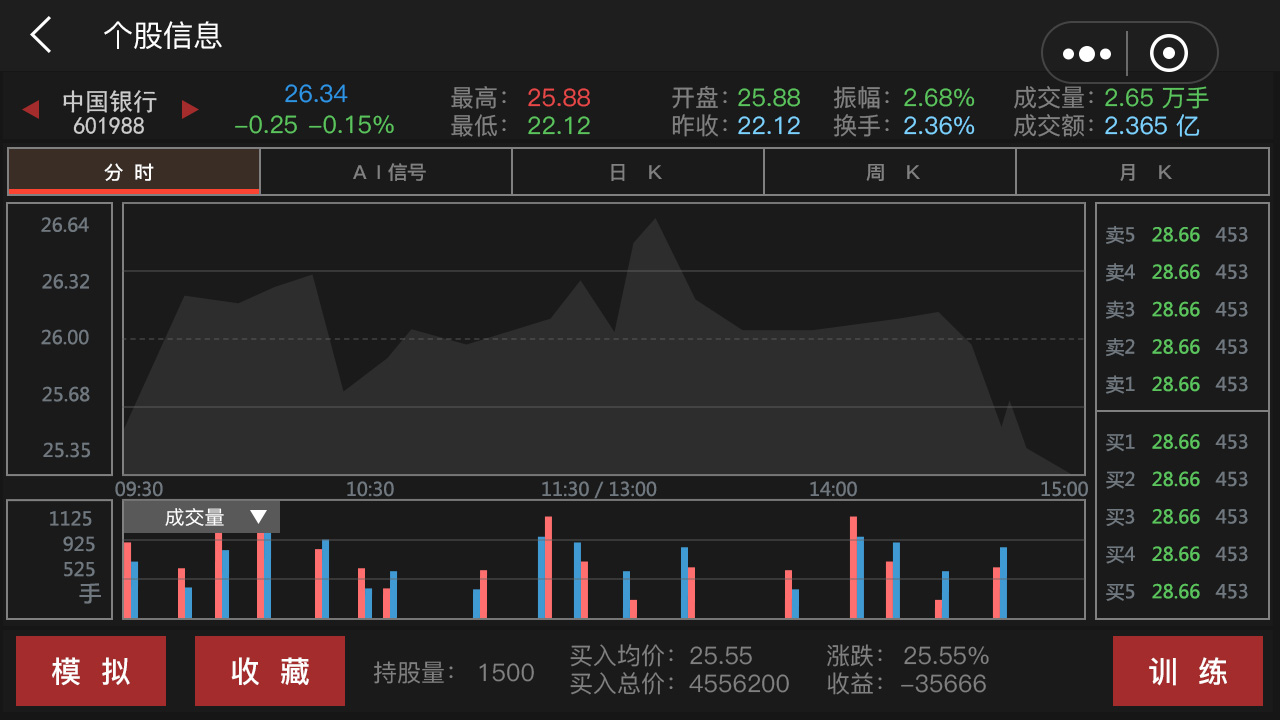 个股信息
中国银行
601988
26.34
-0.25 -0.15%
最高： 25.88
最低： 22.12
开盘：25.88
昨收：22.12
振幅：2.68%
换手：2.36%
成交量：2.65 万手
成交额：2.365 亿
分 时
A I 信号
日 K
周 K
月 K
26.64
26.32
26.00
25.68
25.35
09:30 10:30 11:30 / 13:00 14:00 15:00
卖5 28.66 453
卖4 28.66 453
卖3 28.66 453
卖2 28.66 453
卖1 28.66 453
买1 28.66 453
买2 28.66 453
买3 28.66 453
买4 28.66 453
买5 28.66 453
成交量 ▼
1125
925
525
手
模 拟
收 藏
持股量： 1500
买入均价：25.55
买入总价：4556200
涨跌： 25.55%
收益：-35666
训 练